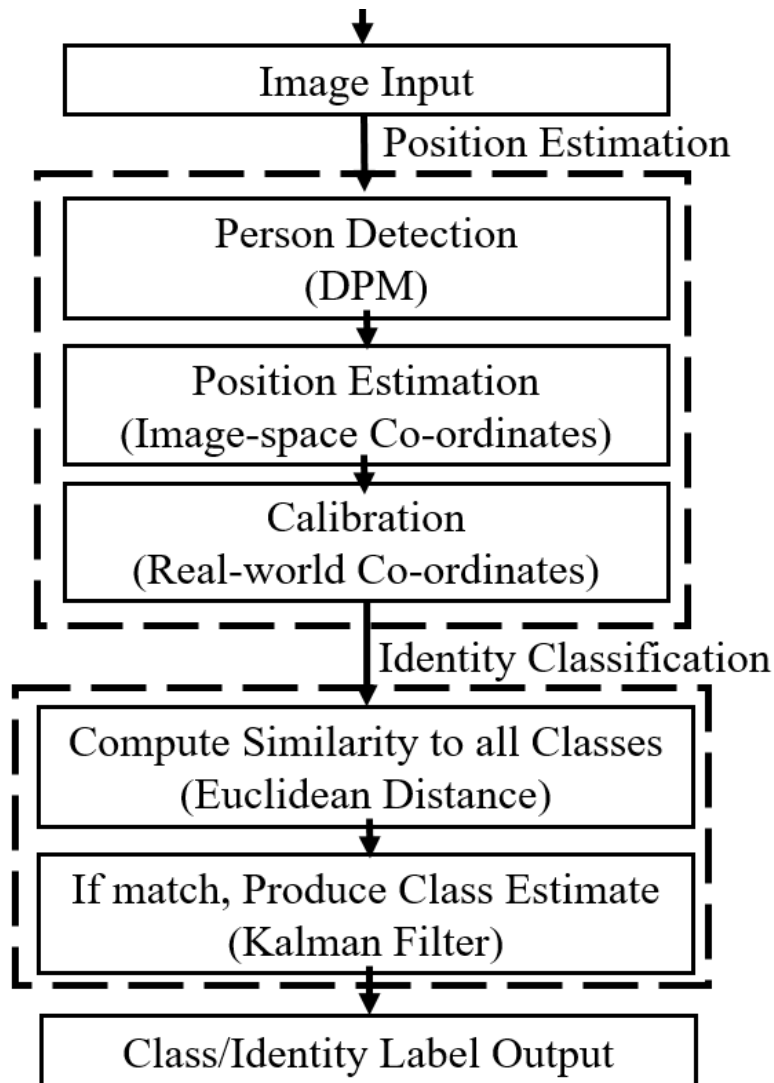 Image Input
Position Estimation
Person Detection
(DPM)
Position Estimation
(Image-space Co-ordinates)
Calibration
(Real-world Co-ordinates)
Identity Classification
Compute Similarity to all Classes
(Euclidean Distance)
If match, Produce Class Estimate
(Kalman Filter)
Class/Identity Label Output